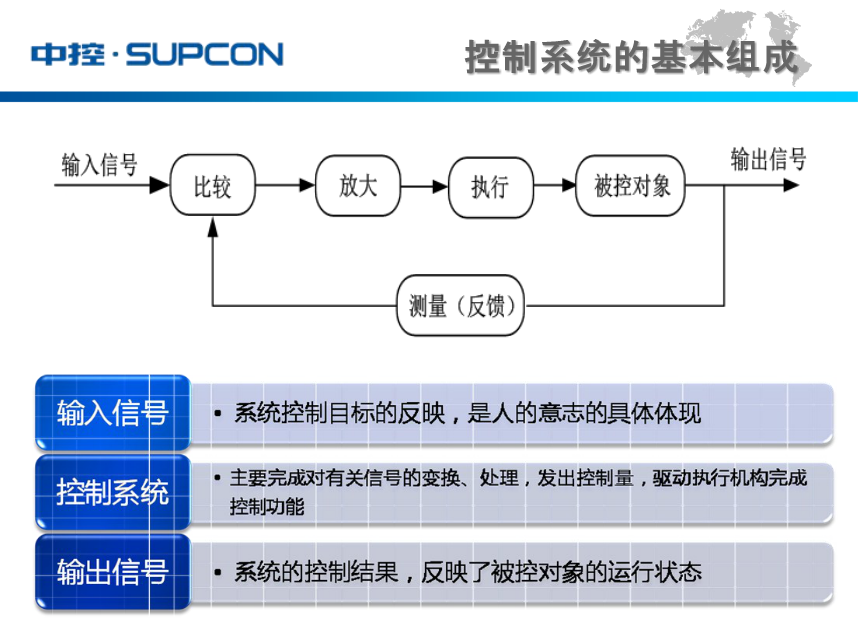 中控·SUPCON
控制系统的基本组成
输入信号
比较
放大
执行
被控对象
输出信号
测量（反馈）
输入信号
• 系统控制目标的反映，是人的意志的具体体现
控制系统
• 主要完成对有关信号的变换、处理，发出控制量，驱动执行机构完成
控制功能
输出信号
• 系统的控制结果，反映了被控对象的运行状态